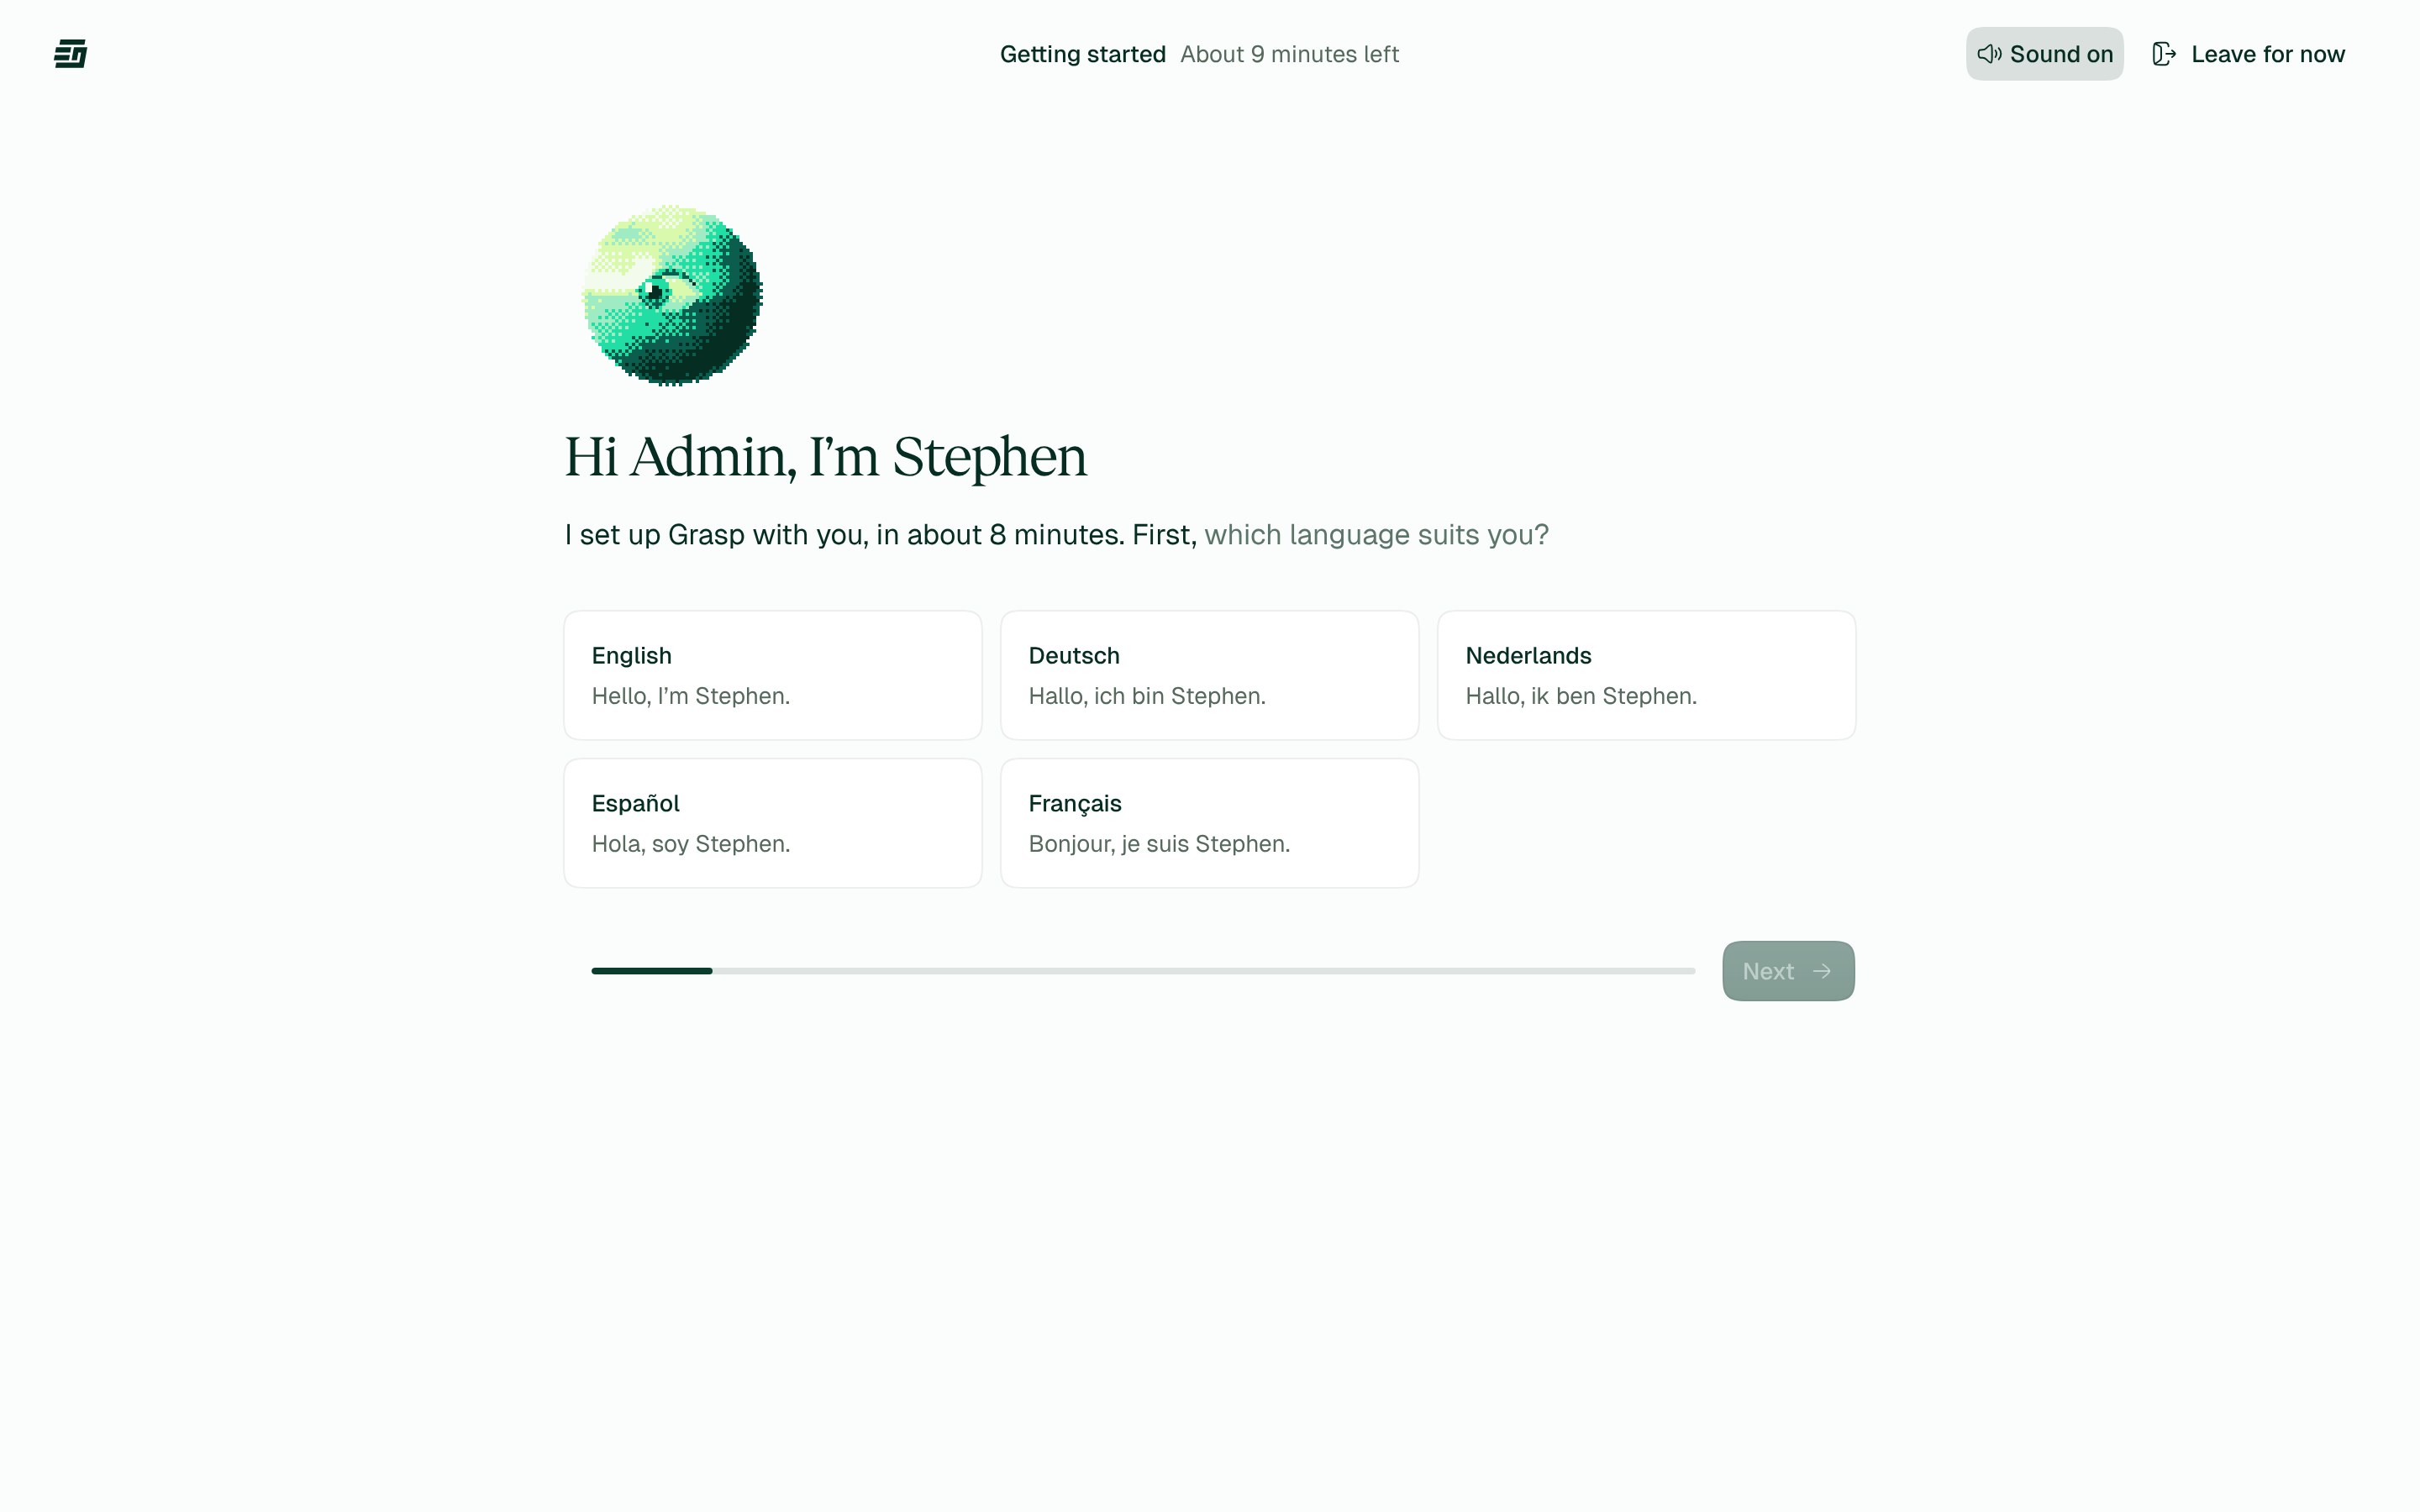 Getting started About 9 minutes left
Sound on
Leave for now
Hi Admin, I’m Stephen
I set up Grasp with you, in about 8 minutes. First, which language suits you?
English
Hello, I’m Stephen.
Deutsch
Hallo, ich bin Stephen.
Nederlands
Hallo, ik ben Stephen.
Español
Hola, soy Stephen.
Français
Bonjour, je suis Stephen.
Next